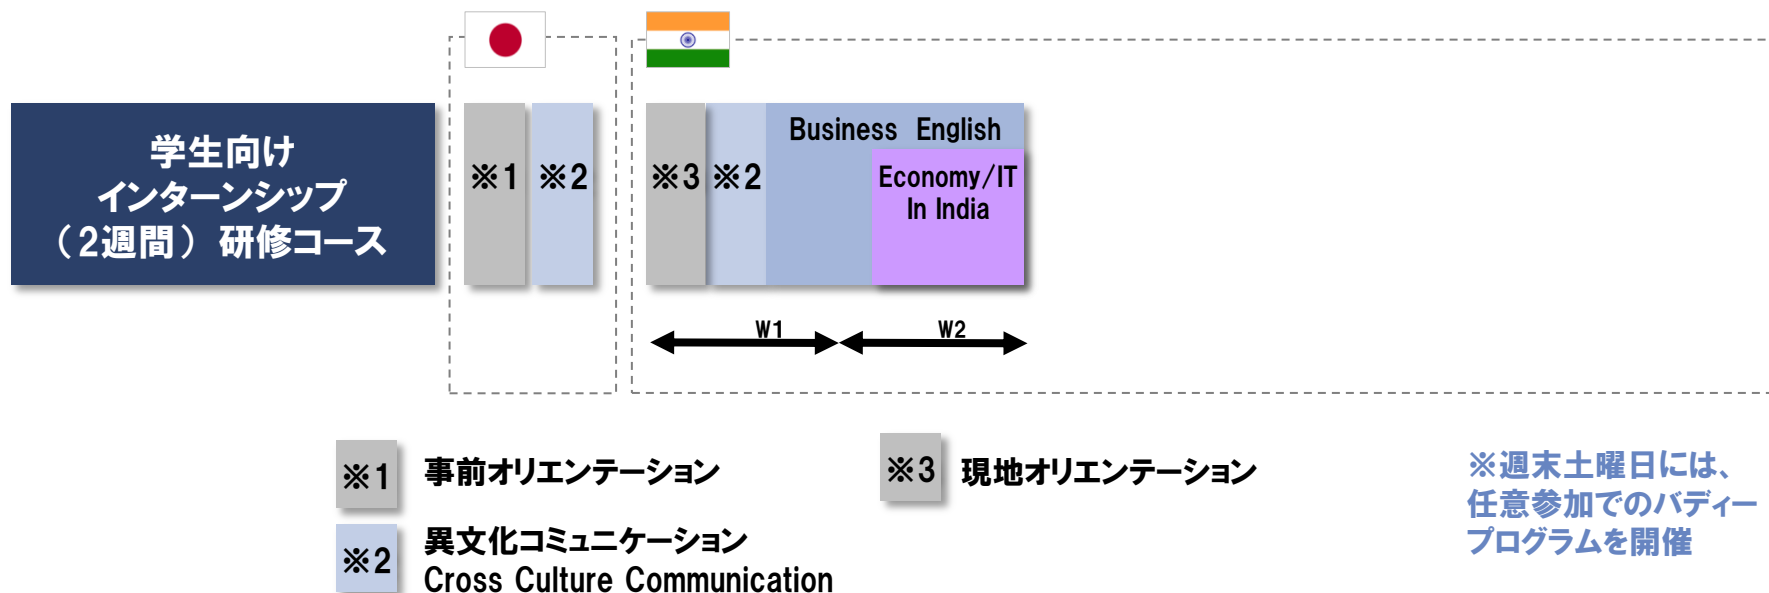 学生向け
インターンシップ
（2週間）研修コース
※1
※2
※3
※2
Business English
Economy/IT
In India
W1
W2
※1 事前オリエンテーション
※2 異文化コミュニケーション
Cross Culture Communication
※3 現地オリエンテーション
※週末土曜日には、
任意参加でのバディー
プログラムを開催